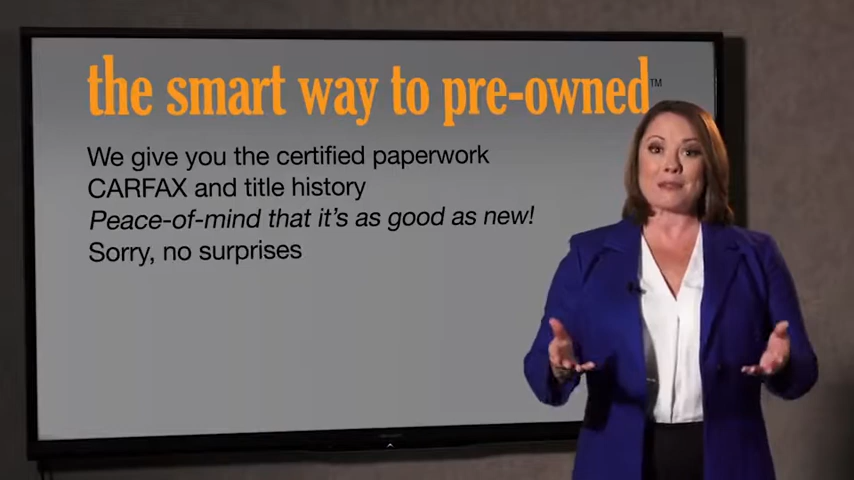 the smart way to pre-owned™
We give you the certified paperwork
CARFAX and title history
Peace-of-mind that it's as good as new!
Sorry, no surprises